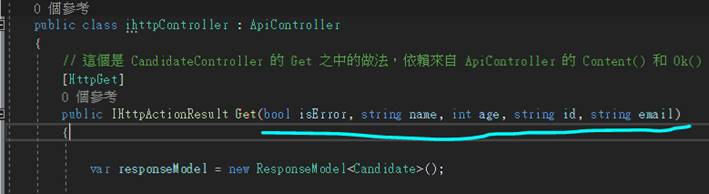 0 個參考
public class ihttpController : ApiController
{
// 這個是 CandidateController 的 Get 之中的做法，依賴來自 ApiController 的 Content() 和 Ok()
[HttpGet]
0 個參考
public IHttpActionResult Get(bool isError, string name, int age, string id, string email)
{
var responseModel = new ResponseModel<Candidate>();